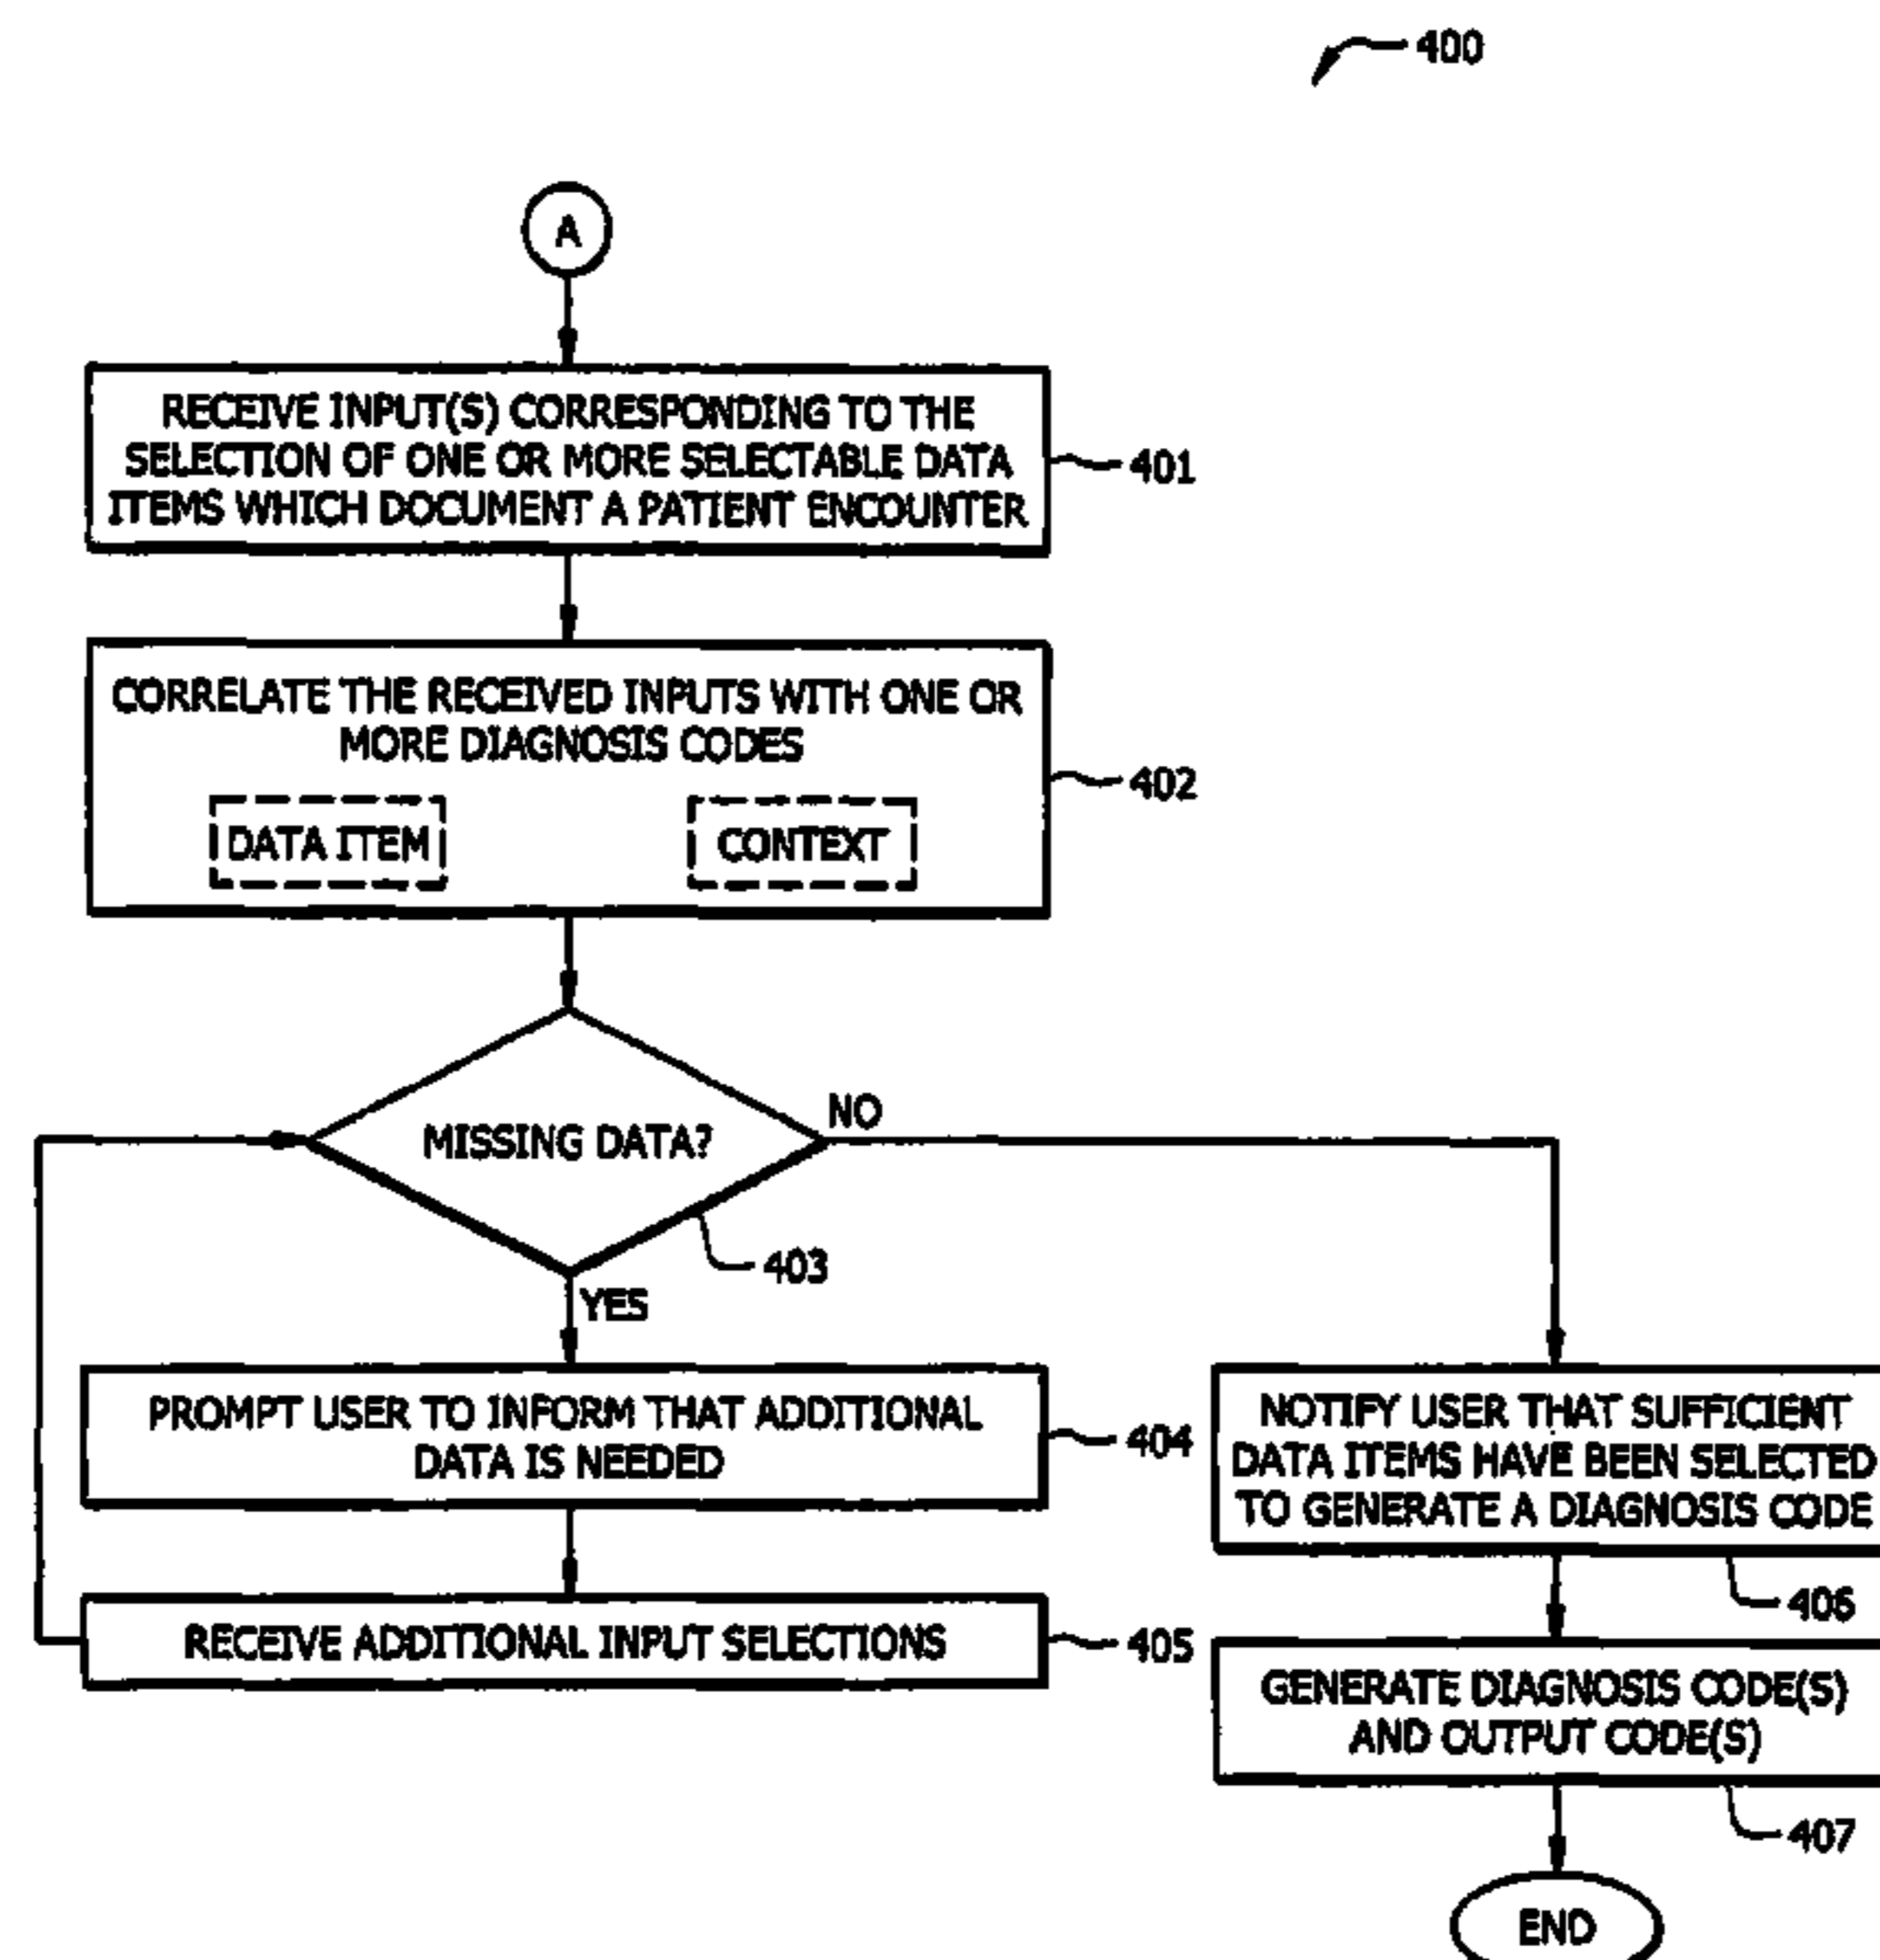 400
A
RECEIVE INPUT(S) CORRESPONDING TO THE
SELECTION OF ONE OR MORE SELECTABLE DATA
ITEMS WHICH DOCUMENT A PATIENT ENCOUNTER
401
CORRELATE THE RECEIVED INPUTS WITH ONE OR
MORE DIAGNOSIS CODES
DATA ITEM
CONTEXT
402
MISSING DATA?
NO
403
YES
PROMPT USER TO INFORM THAT ADDITIONAL
DATA IS NEEDED
404
RECEIVE ADDITIONAL INPUT SELECTIONS
405
NOTIFY USER THAT SUFFICIENT
DATA ITEMS HAVE BEEN SELECTED
TO GENERATE A DIAGNOSIS CODE
406
GENERATE DIAGNOSIS CODE(S)
AND OUTPUT CODE(S)
407
END